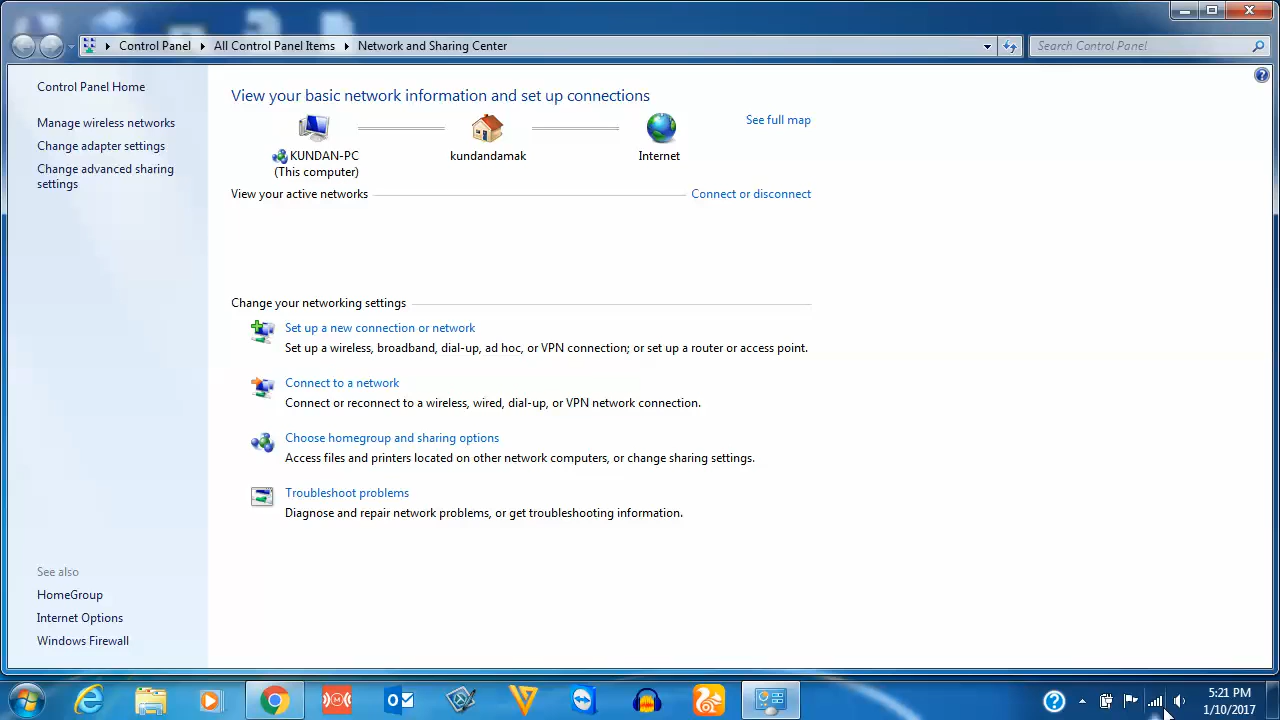 Control Panel
All Control Panel Items
Network and Sharing Center
Search Control Panel
Control Panel Home
Manage wireless networks
Change adapter settings
Change advanced sharing
settings
View your basic network information and set up connections
KUNDAN-PC
(This computer)
kundandamak
Internet
See full map
View your active networks
Connect or disconnect
Change your networking settings
Set up a new connection or network
Set up a wireless, broadband, dial-up, ad hoc, or VPN connection; or set up a router or access point.
Connect to a network
Connect or reconnect to a wireless, wired, dial-up, or VPN network connection.
Choose homegroup and sharing options
Access files and printers located on other network computers, or change sharing settings.
Troubleshoot problems
Diagnose and repair network problems, or get troubleshooting information.
See also
HomeGroup
Internet Options
Windows Firewall
5:21 PM
1/10/2017